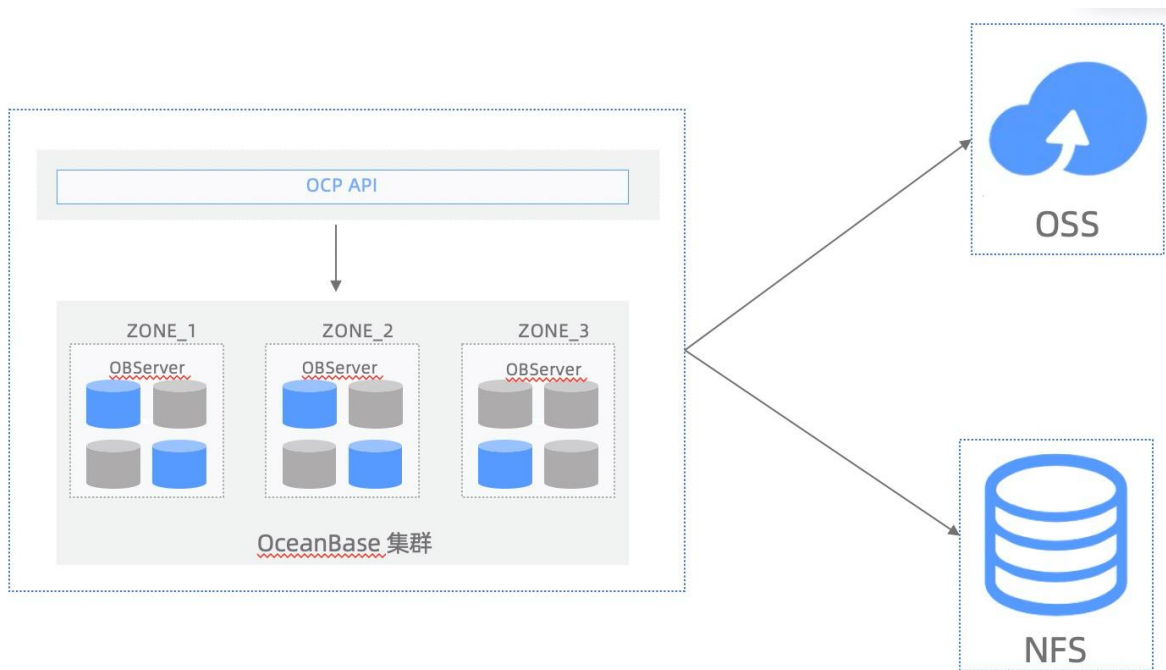 OCP API
ZONE_1
ZONE_2
ZONE_3
OBServer
OBServer
OBServer
OceanBase 集群
OSS
NFS